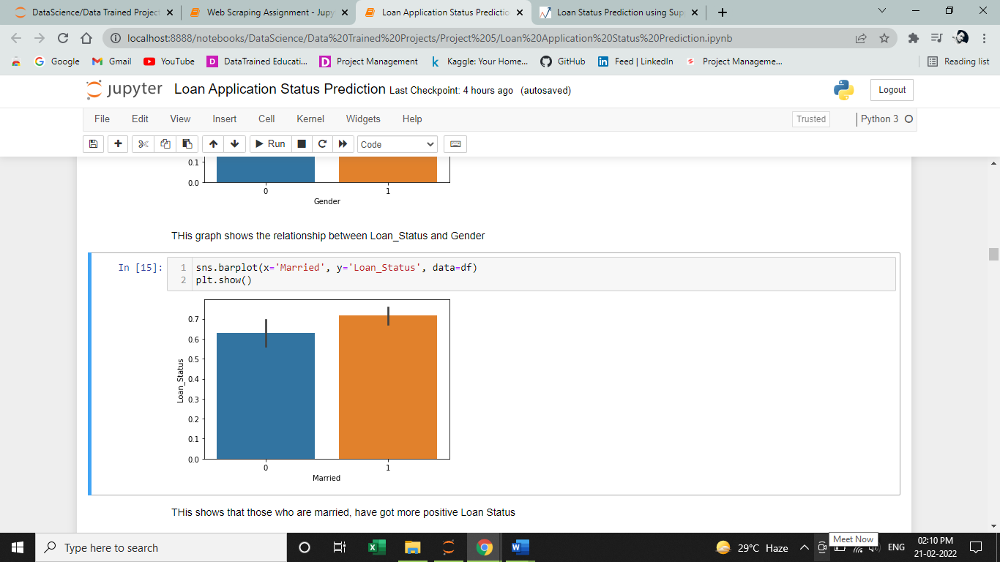 DataScience/Data Trained Project
Web Scraping Assignment - Jupy
Loan Application Status Predictio
Loan Status Prediction using Sup
localhost:8888/notebooks/DataScience/Data%20Trained%20Projects/Project%205/Loan%20Application%20Status%20Prediction.ipynb
Google Gmail YouTube DataTrained Educati... Project Management Kaggle: Your Home... GitHub Feed | LinkedIn Project Manageme... Reading list
jupyter Loan Application Status Prediction Last Checkpoint: 4 hours ago (autosaved) Logout
File Edit View Insert Cell Kernel Widgets Help Trusted Python 3
Run Code
0.1
0.0
0 1
Gender
THis graph shows the relationship between Loan_Status and Gender
In [15]: 1 sns.barplot(x='Married', y='Loan_Status', data=df)
2 plt.show()
0.7
0.6
0.5
0.4
0.3
0.2
0.1
0.0
Loan_Status
0 1
Married
THis shows that those who are married, have got more positive Loan Status
Meet Now
Type here to search
29°C Haze
ENG
02:10 PM
21-02-2022